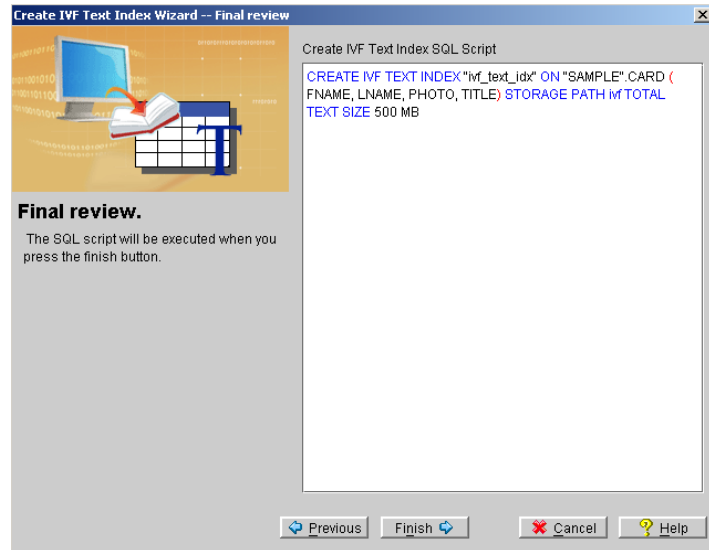 Create IVF Text Index Wizard -- Final review
Create IVF Text Index SQL Script
CREATE IVF TEXT INDEX "ivf_text_idx" ON "SAMPLE".CARD (
FNAME, LNAME, PHOTO, TITLE) STORAGE PATH ivf TOTAL
TEXT SIZE 500 MB
T
Final review.
The SQL script will be executed when you
press the finish button.
Previous
Finish
Cancel
Help